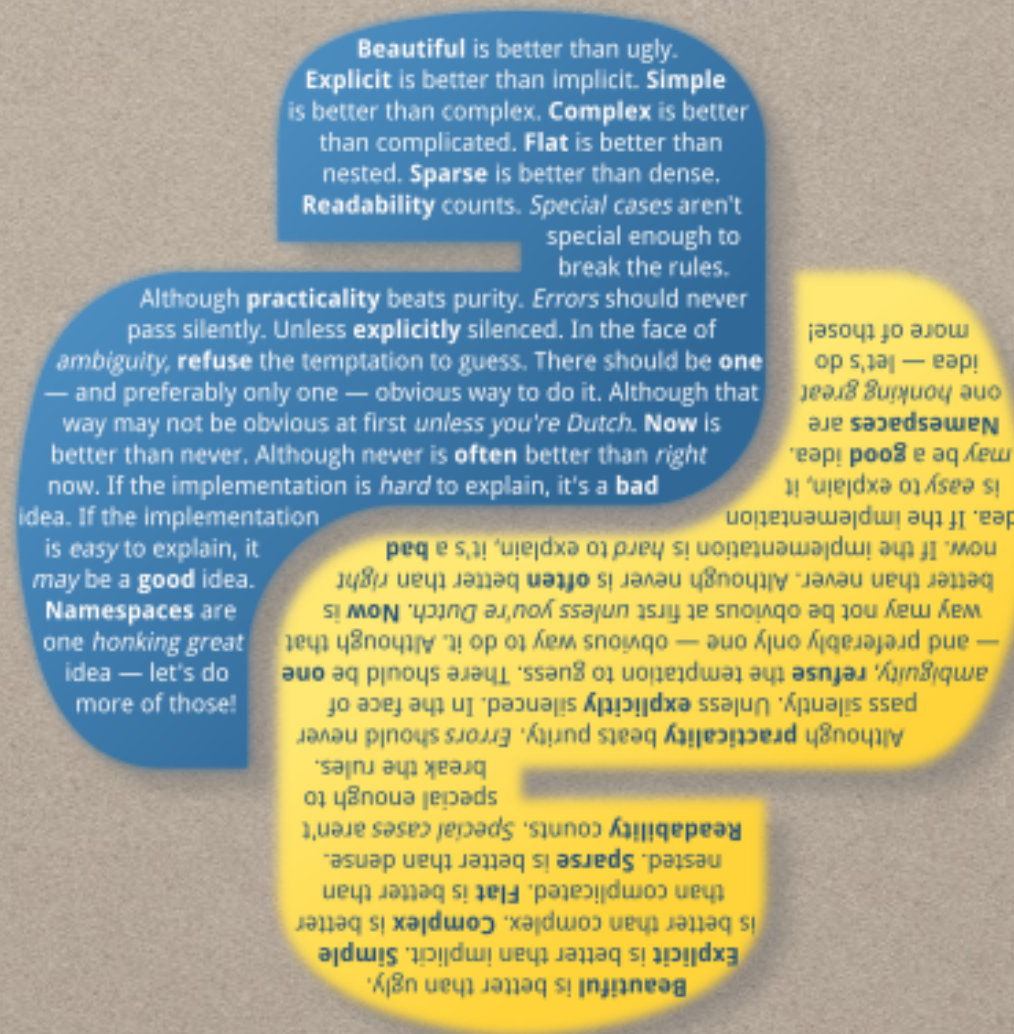 Beautiful is better than ugly.
Explicit is better than implicit. Simple
is better than complex. Complex is better
than complicated. Flat is better than
nested. Sparse is better than dense.
Readability counts. Special cases aren't
special enough to
break the rules.
Although practicality beats purity. Errors should never
pass silently. Unless explicitly silenced. In the face of
ambiguity, refuse the temptation to guess. There should be one
— and preferably only one — obvious way to do it. Although that
way may not be obvious at first unless you're Dutch. Now is
better than never. Although never is often better than right
now. If the implementation is hard to explain, it's a bad
idea. If the implementation
is easy to explain, it
may be a good idea.
Namespaces are
one honking great
idea — let's do
more of those!
Beautiful is better than ugly.
Explicit is better than implicit. Simple
is better than complex. Complex is better
than complicated. Flat is better than
nested. Sparse is better than dense.
Readability counts. Special cases aren't
special enough to
break the rules.
Although practicality beats purity. Errors should never
pass silently. Unless explicitly silenced. In the face of
ambiguity, refuse the temptation to guess. There should be one
— and preferably only one — obvious way to do it. Although that
way may not be obvious at first unless you're Dutch. Now is
better than never. Although never is often better than right
now. If the implementation is hard to explain, it's a bad
dea. If the implementation
is easy to explain, it
may be a good idea.
Namespaces are
one honking great
idea — let's do
more of those!